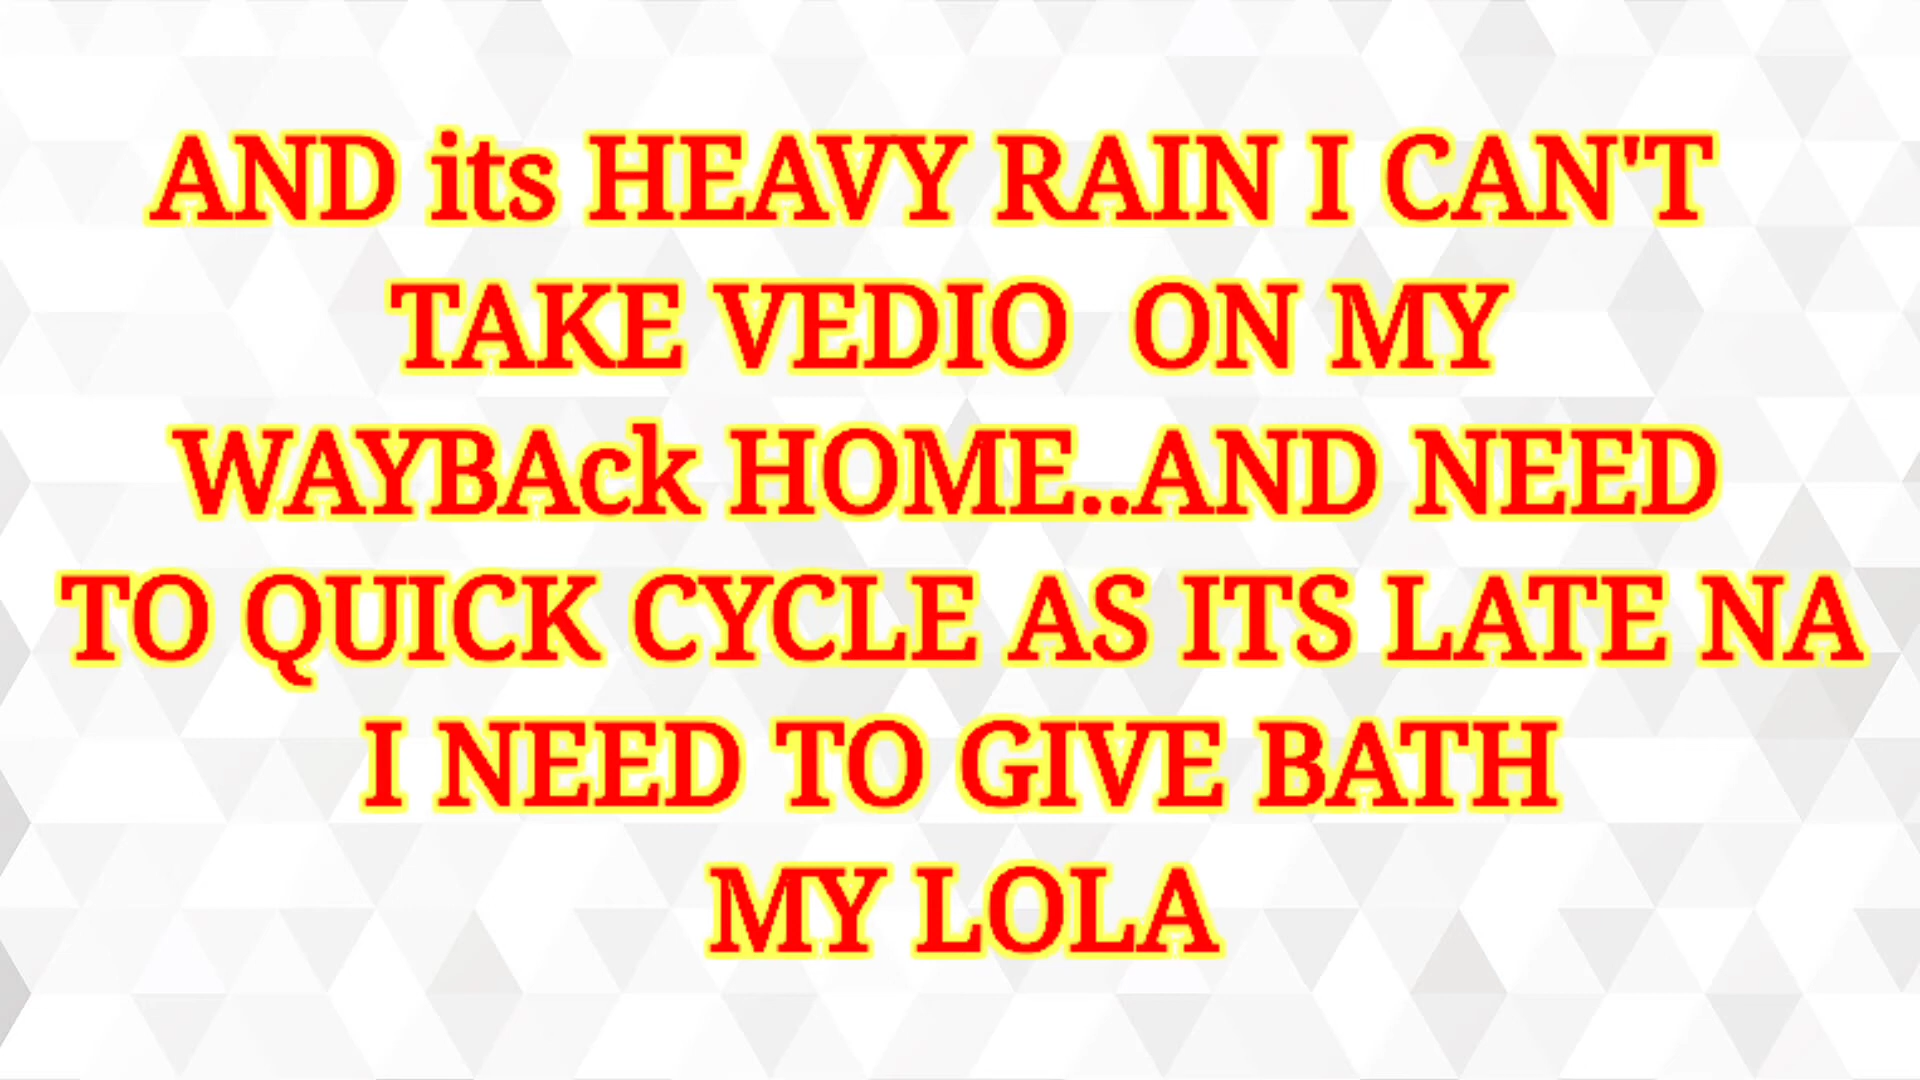 AND its HEAVY RAIN I CAN'T
TAKE VEDIO  ON MY
WAYBAck HOME..AND NEED
TO QUICK CYCLE AS ITS LATE NA
I NEED TO GIVE BATH
MY LOLA